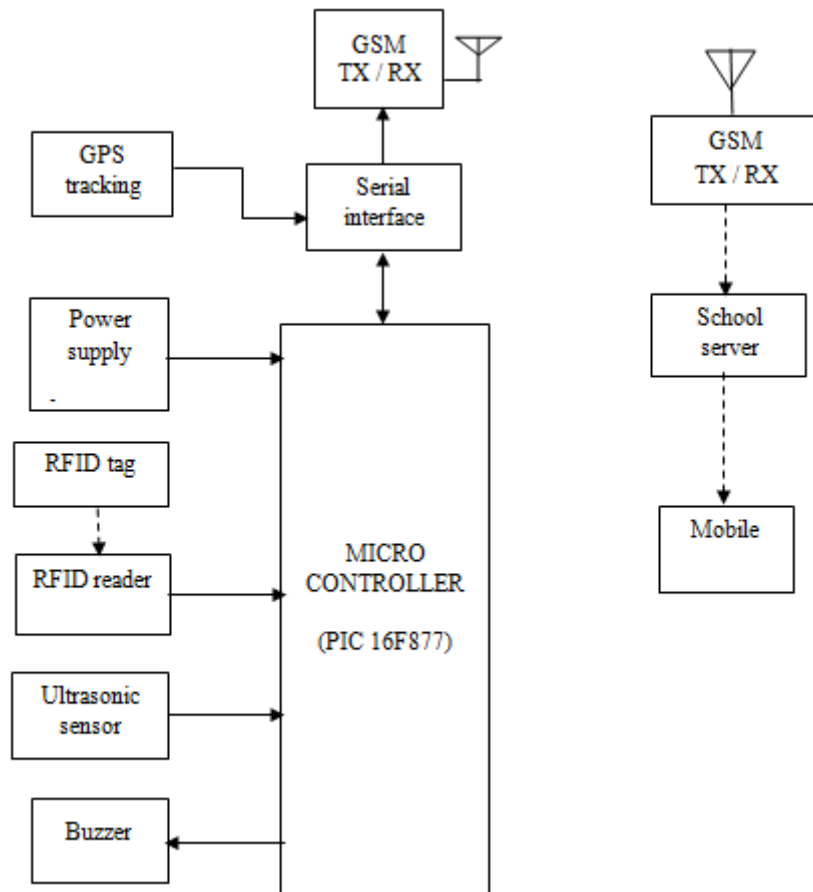 GSM
TX / RX
GSM
TX / RX
GPS
tracking
Serial
interface
Power
supply
-
School
server
RFID tag
Mobile
RFID reader
MICRO
CONTROLLER
(PIC 16F877)
Ultrasonic
sensor
Buzzer